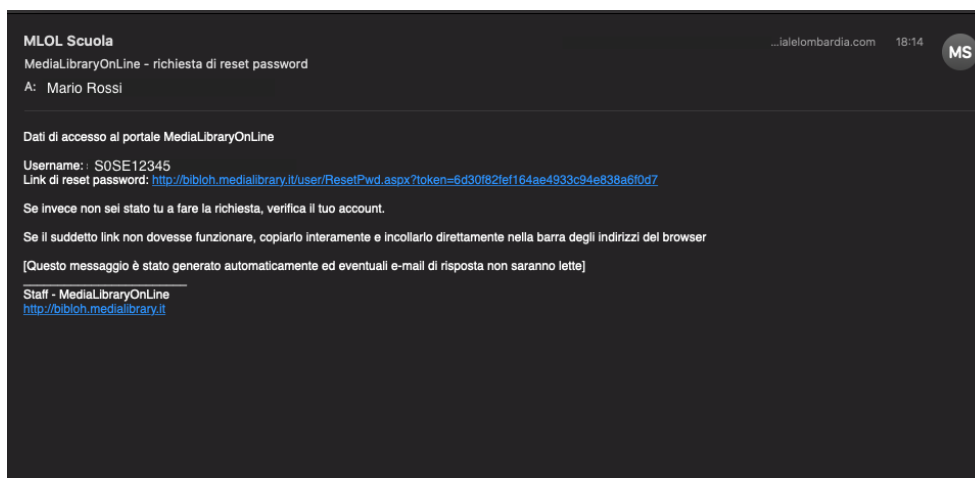 MLOL Scuola
...ialelombardia.com 18:14
MS
MediaLibraryOnLine - richiesta di reset password
A: Mario Rossi
Dati di accesso al portale MediaLibraryOnLine
Username: : S0SE12345
Link di reset password: http://bibloh.medialibrary.it/user/ResetPwd.aspx?token=6d30f82fef164ae4933c94e838a6f0d7
Se invece non sei stato tu a fare la richiesta, verifica il tuo account.
Se il suddetto link non dovesse funzionare, copiarlo interamente e incollarlo direttamente nella barra degli indirizzi del browser
[Questo messaggio è stato generato automaticamente ed eventuali e-mail di risposta non saranno lette]
Staff - MediaLibraryOnLine
http://bibloh.medialibrary.it